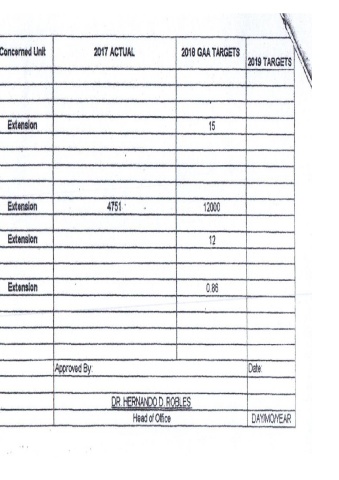 Concerned Unit 2017 ACTUAL 2018 GAA TARGETS 2019 TARGETS
Extension 15
Extension 4751 12000
Extension 12
Extension 0.86
Approved By: Date:
DR. HERNANDO D. ROBLES
Head of Office DAY/MO/YEAR